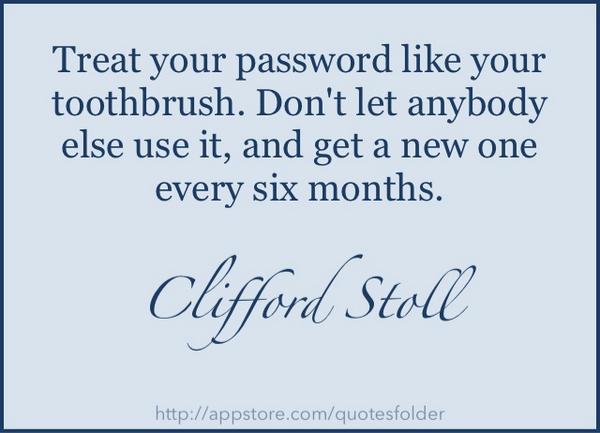 Treat your password like your
toothbrush. Don't let anybody
else use it, and get a new one
every six months.
Clifford Stoll
http://appstore.com/quotesfolder